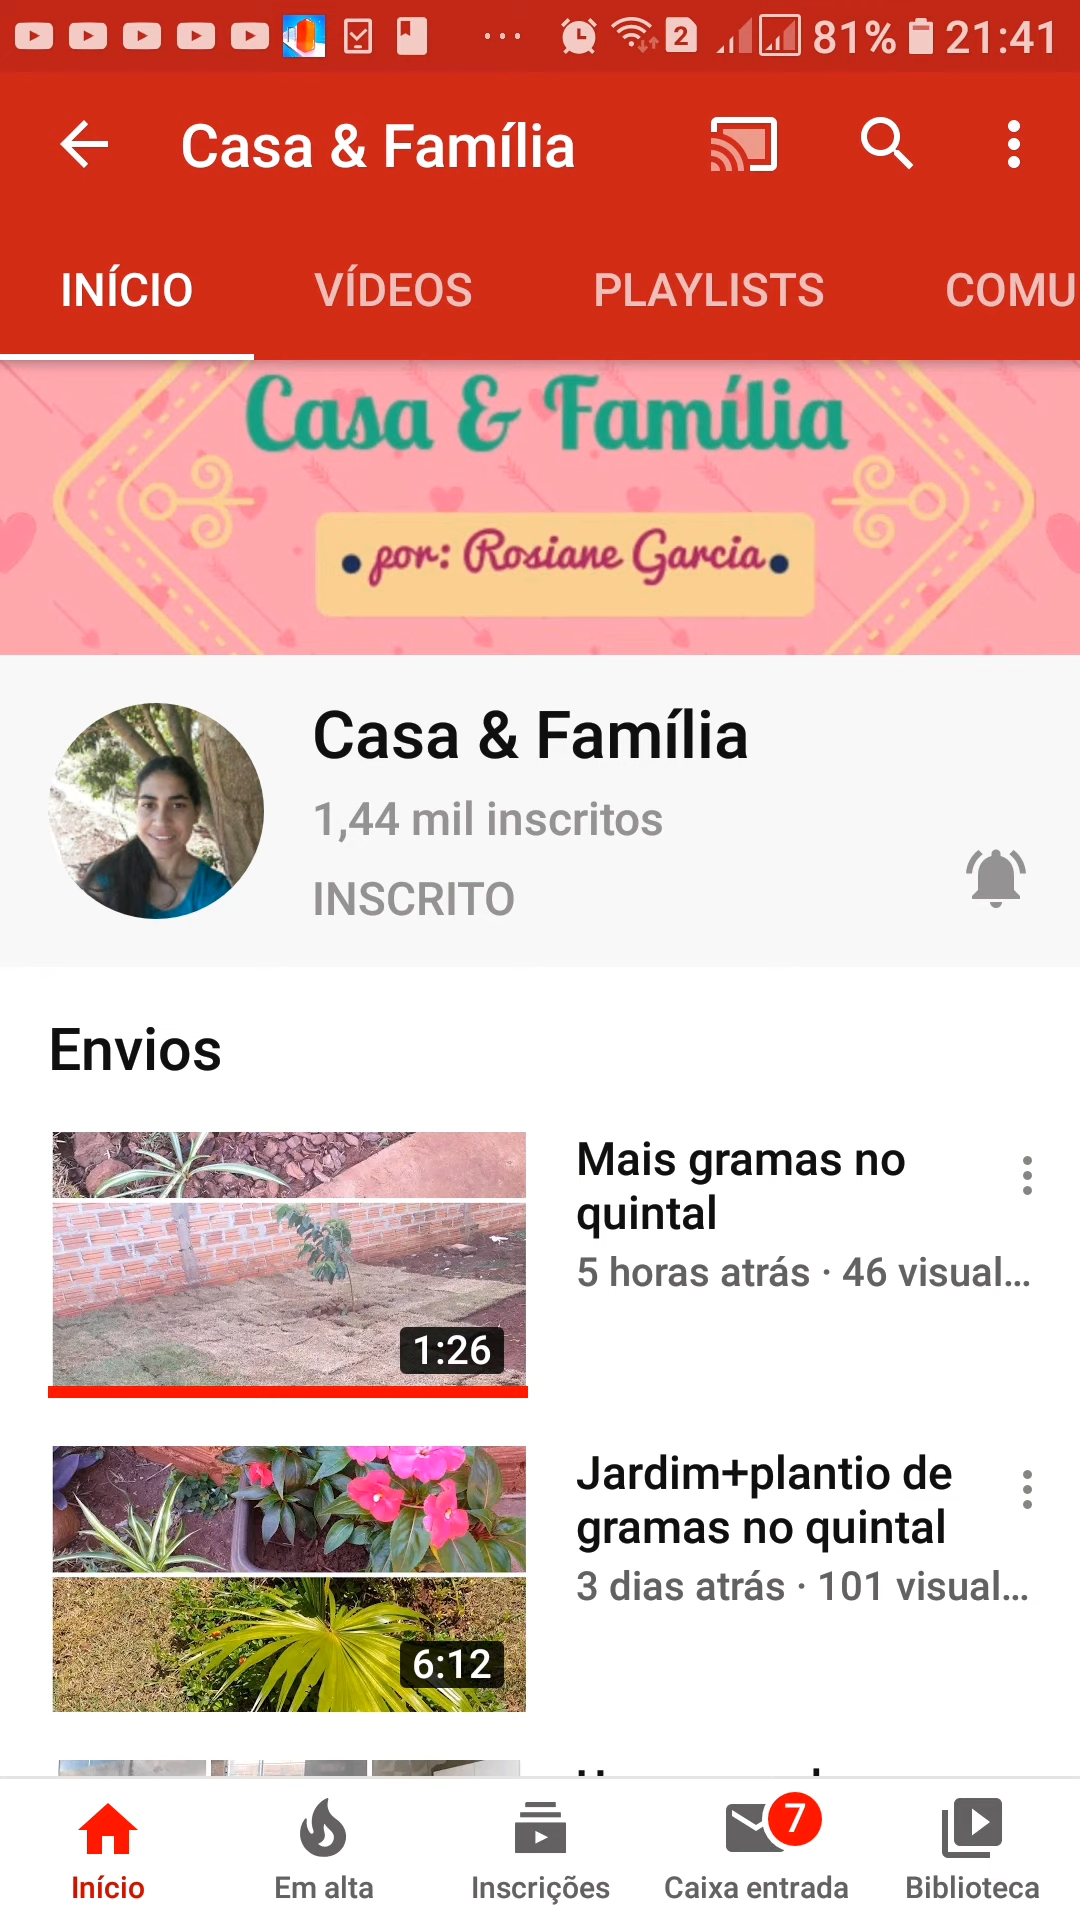 2 81% 21:41
Casa & Família
INÍCIO VÍDEOS PLAYLISTS COMU
Casa & Família
por: Rosiane Garcia
Casa & Família
1,44 mil inscritos
INSCRITO
Envios
Mais gramas no
quintal
5 horas atrás · 46 visual...
1:26
Jardim+plantio de
gramas no quintal
3 dias atrás · 101 visual...
6:12
7
Início Em alta Inscrições Caixa entrada Biblioteca